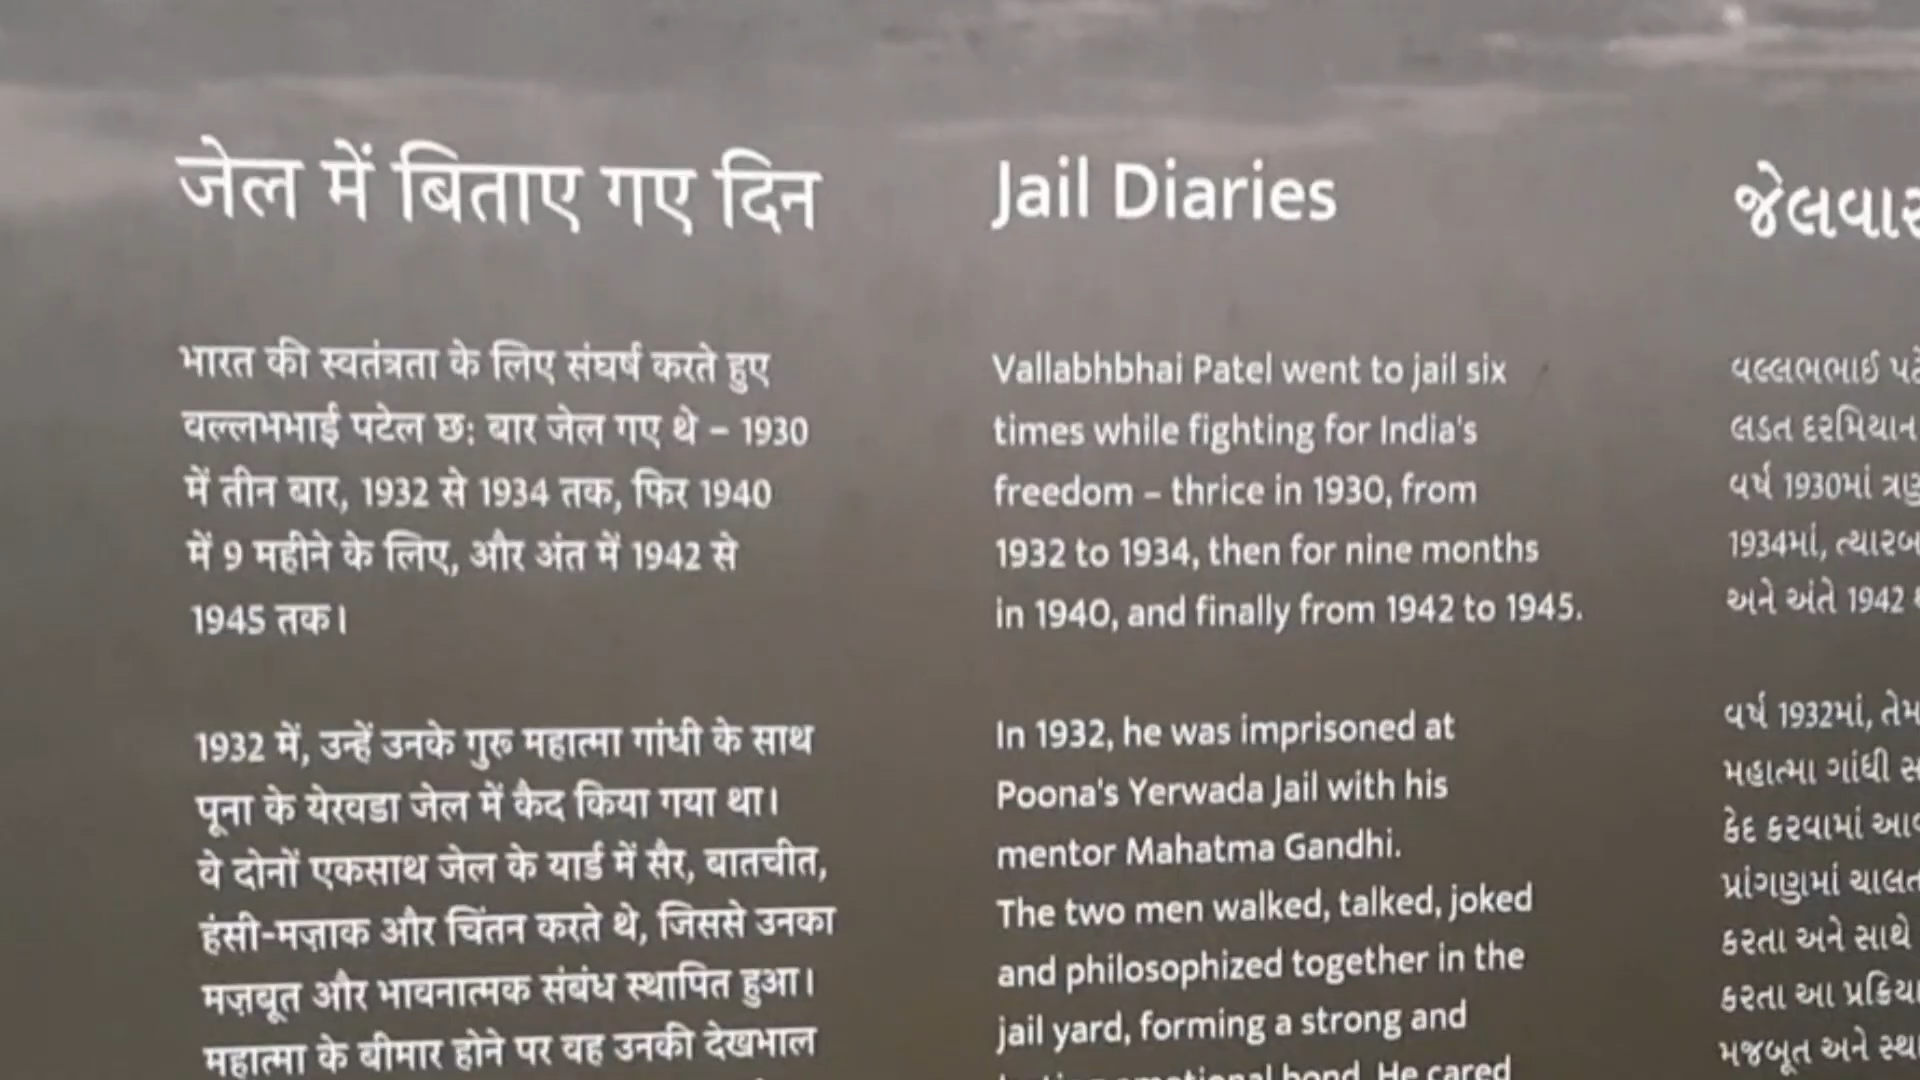 जेल में बिताए गए दिन
भारत की स्वतंत्रता के लिए संघर्ष करते हुए
वल्लभभाई पटेल छ: बार जेल गए थे – 1930
में तीन बार, 1932 से 1934 तक, फिर 1940
में 9 महीने के लिए, और अंत में 1942 से
1945 तक।
1932 में, उन्हें उनके गुरू महात्मा गांधी के साथ
पूना के येरवडा जेल में कैद किया गया था।
वे दोनों एकसाथ जेल के यार्ड में सैर, बातचीत,
हंसी-मज़ाक और चिंतन करते थे, जिससे उनका
मज़बूत और भावनात्मक संबंध स्थापित हुआ।
महात्मा के बीमार होने पर वह उनकी देखभाल
Jail Diaries
Vallabhbhai Patel went to jail six
times while fighting for India's
freedom – thrice in 1930, from
1932 to 1934, then for nine months
in 1940, and finally from 1942 to 1945.
In 1932, he was imprisoned at
Poona's Yerwada Jail with his
mentor Mahatma Gandhi.
The two men walked, talked, joked
and philosophized together in the
jail yard, forming a strong and
emotional bond. He cared
વલ્લભભાઈ
લડત દરમિયાન
વર્ષ 1930માં
1934માં,
અને અંતે 1942
વર્ષ 1932માં,
મહાત્મા ગાંધી
કેદ કરવામાં
પ્રાંગણમાં
કરતા અને સાથે
કરતા આ
મજબૂત અને